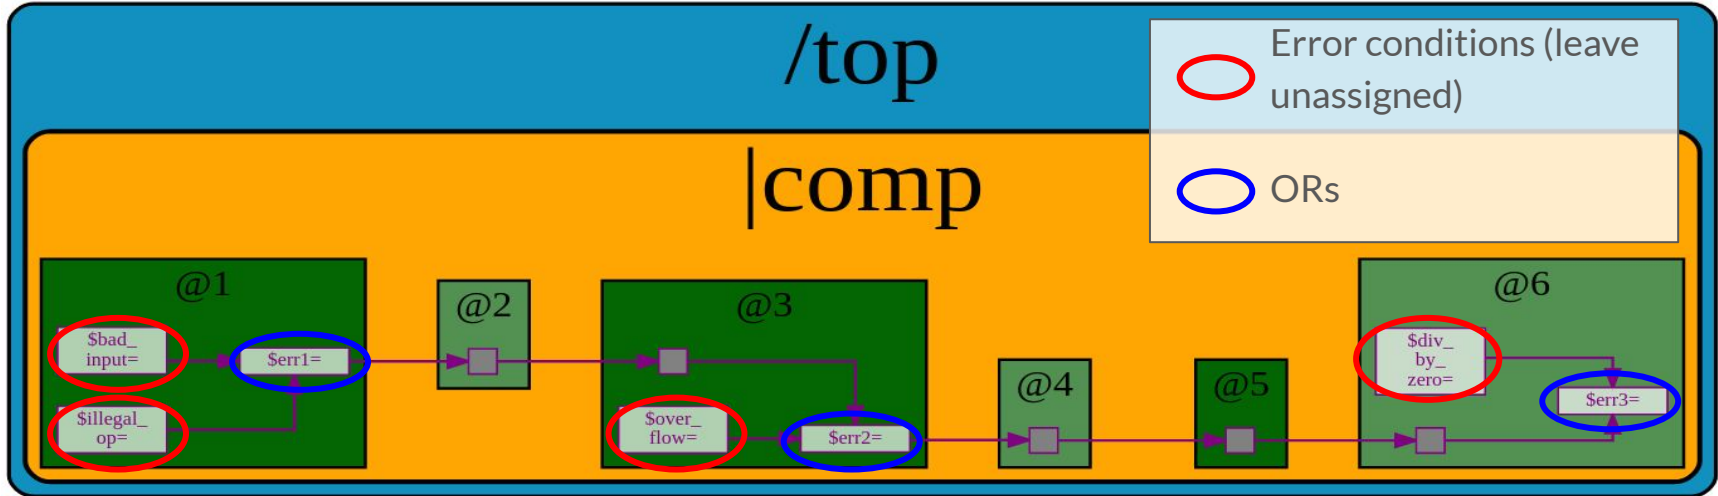 /top
Error conditions (leave
unassigned)
ORs
|comp
@1
$bad_
input=
$err1=
$illegal_
op=
@2
@3
$over_
flow=
$err2=
@4
@5
@6
$div_
by_
zero=
$err3=